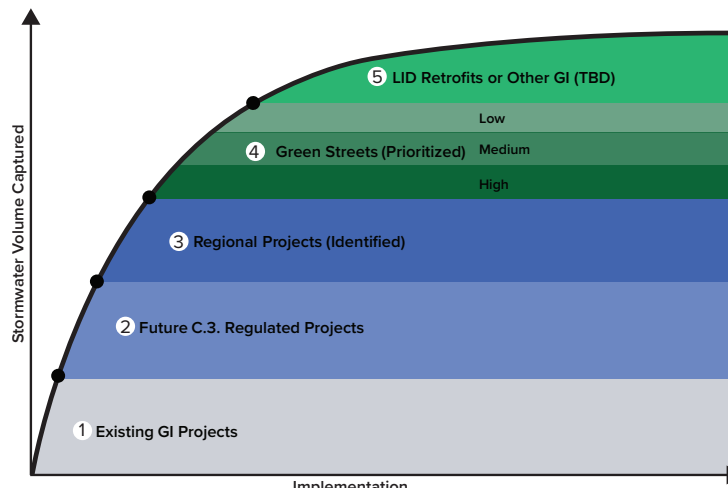 Stormwater Volume Captured
5 LID Retrofits or Other GI (TBD)
Low
4 Green Streets (Prioritized) Medium
High
3 Regional Projects (Identified)
2 Future C.3. Regulated Projects
1 Existing GI Projects
Implementation